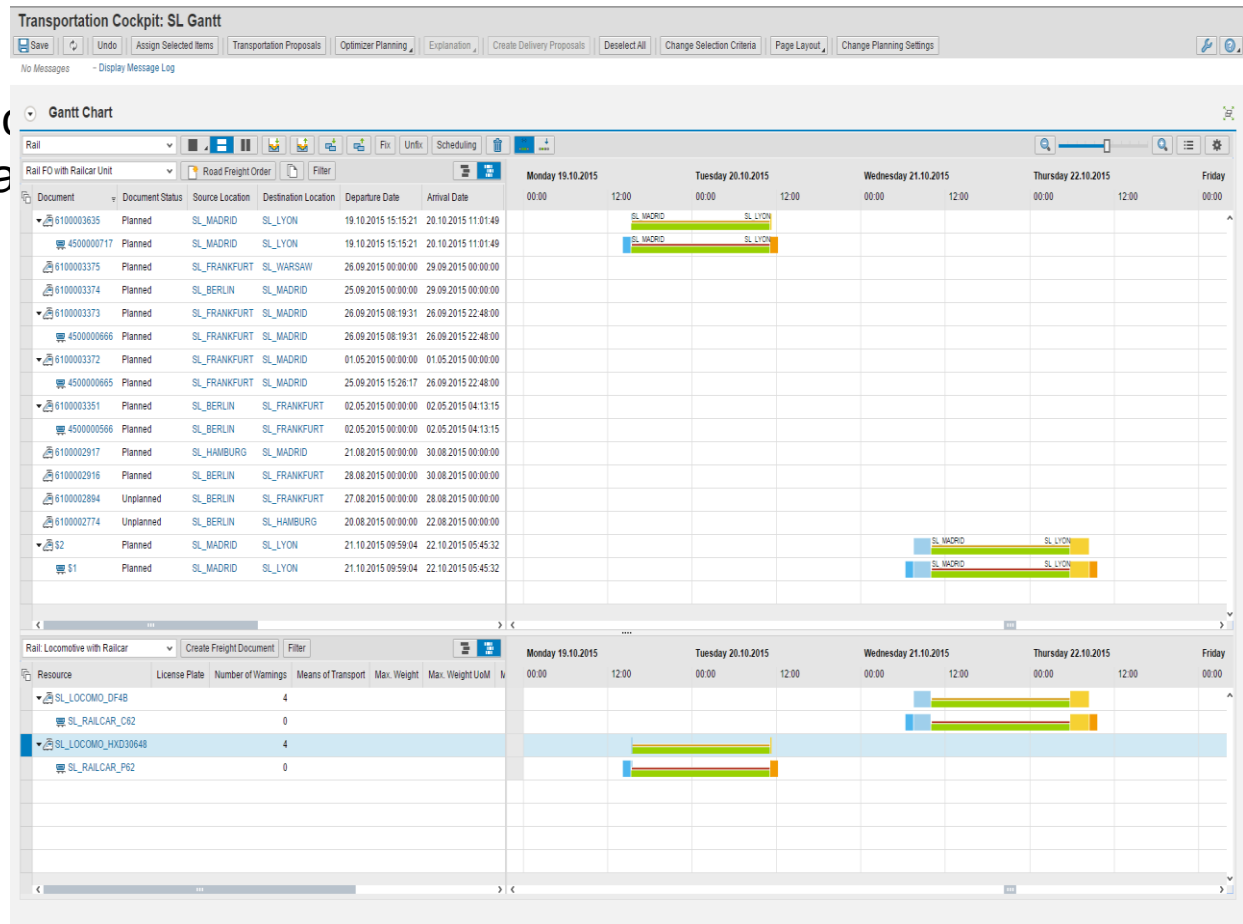 Transportation Cockpit: SL Gantt
Save Undo Assign Selected Items Transportation Proposals Optimizer Planning Explanation Create Delivery Proposals Deselect All Change Selection Criteria Page Layout Change Planning Settings
No Messages - Display Message Log
Gantt Chart
Rail Fix Unfix Scheduling
Rail FO with Railcar Unit Road Freight Order Filter Monday 19.10.2015 Tuesday 20.10.2015 Wednesday 21.10.2015 Thursday 22.10.2015 Friday
Document Document Status Source Location Destination Location Departure Date Arrival Date 00:00 12:00 00:00 12:00 00:00 12:00 00:00 12:00 00:00
6100003635 Planned SL_MADRID SL_LYON 19.10.2015 15:15:21 20.10.2015 11:01:49 SL_MADRID SL_LYON
4500000717 Planned SL_MADRID SL_LYON 19.10.2015 15:15:21 20.10.2015 11:01:49 SL_MADRID SL_LYON
6100003375 Planned SL_FRANKFURT SL_WARSAW 26.09.2015 00:00:00 29.09.2015 00:00:00
6100003374 Planned SL_BERLIN SL_MADRID 25.09.2015 00:00:00 29.09.2015 00:00:00
6100003373 Planned SL_FRANKFURT SL_MADRID 26.09.2015 08:19:31 26.09.2015 22:48:00
4500000666 Planned SL_FRANKFURT SL_MADRID 26.09.2015 08:19:31 26.09.2015 22:48:00
6100003372 Planned SL_FRANKFURT SL_MADRID 01.05.2015 00:00:00 01.05.2015 00:00:00
4500000665 Planned SL_FRANKFURT SL_MADRID 25.09.2015 15:26:17 26.09.2015 22:48:00
6100003351 Planned SL_BERLIN SL_FRANKFURT 02.05.2015 00:00:00 02.05.2015 04:13:15
4500000566 Planned SL_BERLIN SL_FRANKFURT 02.05.2015 00:00:00 02.05.2015 04:13:15
6100002917 Planned SL_HAMBURG SL_MADRID 21.08.2015 00:00:00 30.08.2015 00:00:00
6100002916 Planned SL_BERLIN SL_FRANKFURT 28.08.2015 00:00:00 30.08.2015 00:00:00
6100002894 Unplanned SL_BERLIN SL_FRANKFURT 27.08.2015 00:00:00 28.08.2015 00:00:00
6100002774 Unplanned SL_BERLIN SL_HAMBURG 20.08.2015 00:00:00 22.08.2015 00:00:00
$2 Planned SL_MADRID SL_LYON 21.10.2015 09:59:04 22.10.2015 05:45:32 SL_MADRID SL_LYON
$1 Planned SL_MADRID SL_LYON 21.10.2015 09:59:04 22.10.2015 05:45:32 SL_MADRID SL_LYON
Rail: Locomotive with Railcar Create Freight Document Filter Monday 19.10.2015 Tuesday 20.10.2015 Wednesday 21.10.2015 Thursday 22.10.2015 Friday
Resource License Plate Number of Warnings Means of Transport Max. Weight Max. Weight UoM M 00:00 12:00 00:00 12:00 00:00 12:00 00:00 12:00 00:00
SL_LOCOMO_DF4B 4
SL_RAILCAR_C62 0
SL_LOCOMO_HXD30648 4
SL_RAILCAR_P62 0